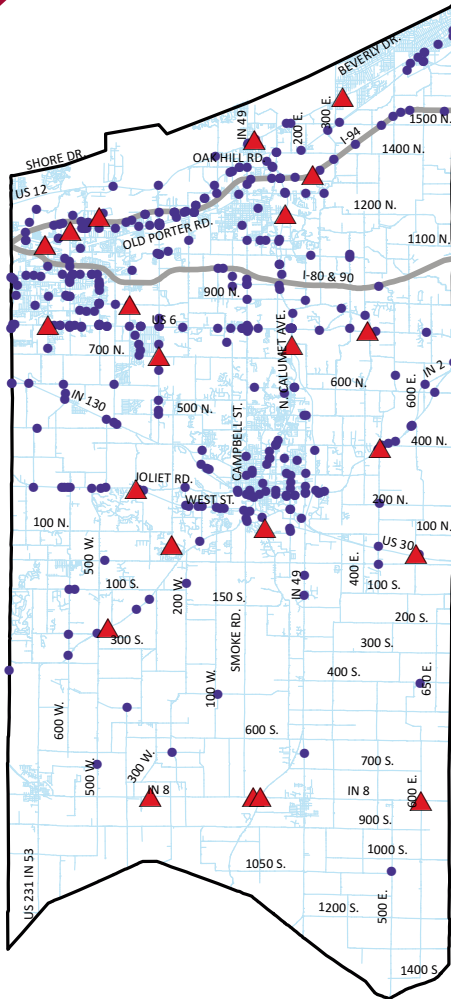 BEVERLY DR.
300 E.
1500 N.
IN 49
200 E.
I-94
1400 N.
OAK HILL RD.
SHORE DR.
US 12
1200 N.
OLD PORTER RD.
1100 N.
I-80 & 90
900 N.
US 6
N. CALUMET AVE.
700 N.
IN 2
600 N.
600 E.
IN 130
500 N.
CAMPBELL ST.
400 N.
JOLIET RD.
WEST ST.
200 N.
100 N.
100 N.
US 30
500 W.
400 E.
100 S.
200 W.
150 S.
IN 49
100 S.
200 S.
300 S.
SMOKE RD.
300 S.
400 S.
100 W.
650 E.
600 W.
600 S.
300 W.
700 S.
500 W.
IN 8
IN 8
600 E.
900 S.
1000 S.
1050 S.
US 231 IN 53
1200 S.
500 E.
1400 S